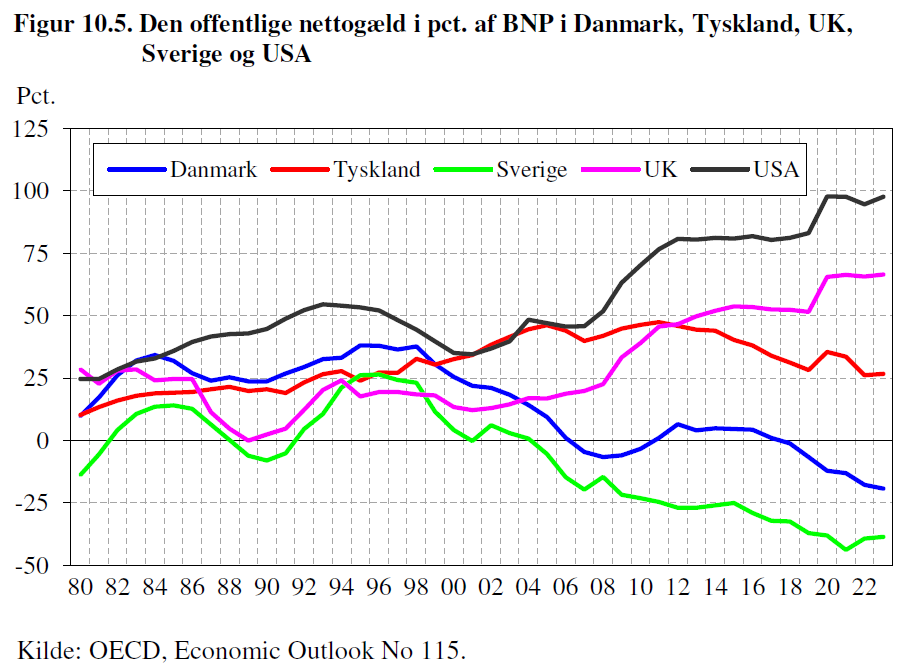 Figur 10.5. Den offentlige nettogæld i pct. af BNP i Danmark, Tyskland, UK,
Sverige og USA
Pct.
125
100
75
50
25
0
-25
-50
Danmark Tyskland Sverige UK USA
80 82 84 86 88 90 92 94 96 98 00 02 04 06 08 10 12 14 16 18 20 22
Kilde: OECD, Economic Outlook No 115.